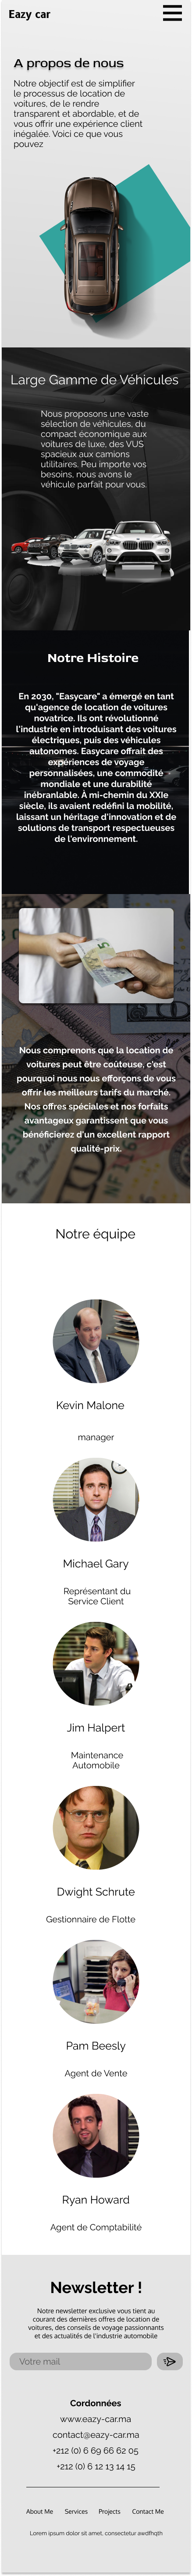 Eazy car
A propos de nous
Notre objectif est de simplifier
le processus de location de
voitures, de le rendre
transparent et abordable, et de
vous offrir une expérience client
inégalée. Voici ce que vous
pouvez
Large Gamme de Véhicules
Nous proposons une vaste
sélection de véhicules, du
compact économique aux
voitures de luxe, des VUS
spacieux aux camions
utilitaires. Peu importe vos
besoins, nous avons le
véhicule parfait pour vous.
Notre Histoire
En 2030, "Easycare" a émergé en tant
qu'agence de location de voitures
novatrice. Ils ont révolutionné
l'industrie en introduisant des voitures
électriques, puis des véhicules
autonomes. Easycare offrait des
expériences de voyage
personnalisées, une commodité
mondiale et une durabilité
inébranlable. À mi-chemin du XXIe
siècle, ils avaient redéfini la mobilité,
laissant un héritage d'innovation et de
solutions de transport respectueuses
de l'environnement.
Nous comprenons que la location de
voitures peut être coûteuse, c'est
pourquoi nous nous efforçons de vous
offrir les meilleurs tarifs du marché.
Nos offres spéciales et nos forfaits
avantageux garantissent que vous
bénéficierez d'un excellent rapport
qualité-prix.
Notre équipe
Kevin Malone
manager
Michael Gary
Représentant du
Service Client
Jim Halpert
Maintenance
Automobile
Dwight Schrute
Gestionnaire de Flotte
Pam Beesly
Agent de Vente
Ryan Howard
Agent de Comptabilité
Newsletter !
Notre newsletter exclusive vous tient au
courant des dernières offres de location de
voitures, des conseils de voyage passionnants
et des actualités de l'industrie automobile
Votre mail
Cordonnées
www.eazy-car.ma
contact@eazy-car.ma
+212 (0) 6 69 66 62 05
+212 (0) 6 12 13 14 15
About Me Services Projects Contact Me
Lorem ipsum dolor sit amet, consectetur awdfhqth